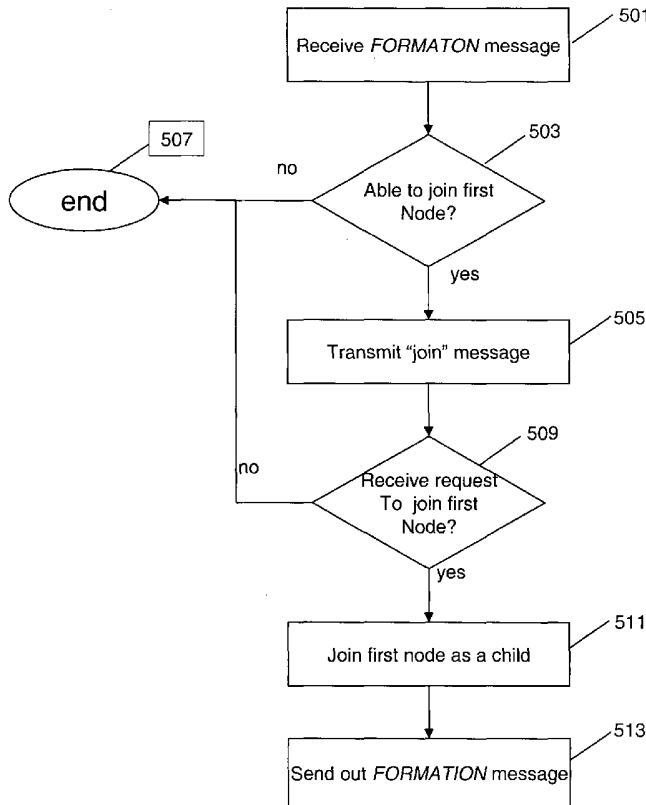 501
Receive FORMATON message
503
507
no
Able to join first
Node?
end
yes
505
Transmit “join” message
509
no
Receive request
To join first
Node?
yes
511
Join first node as a child
513
Send out FORMATION message